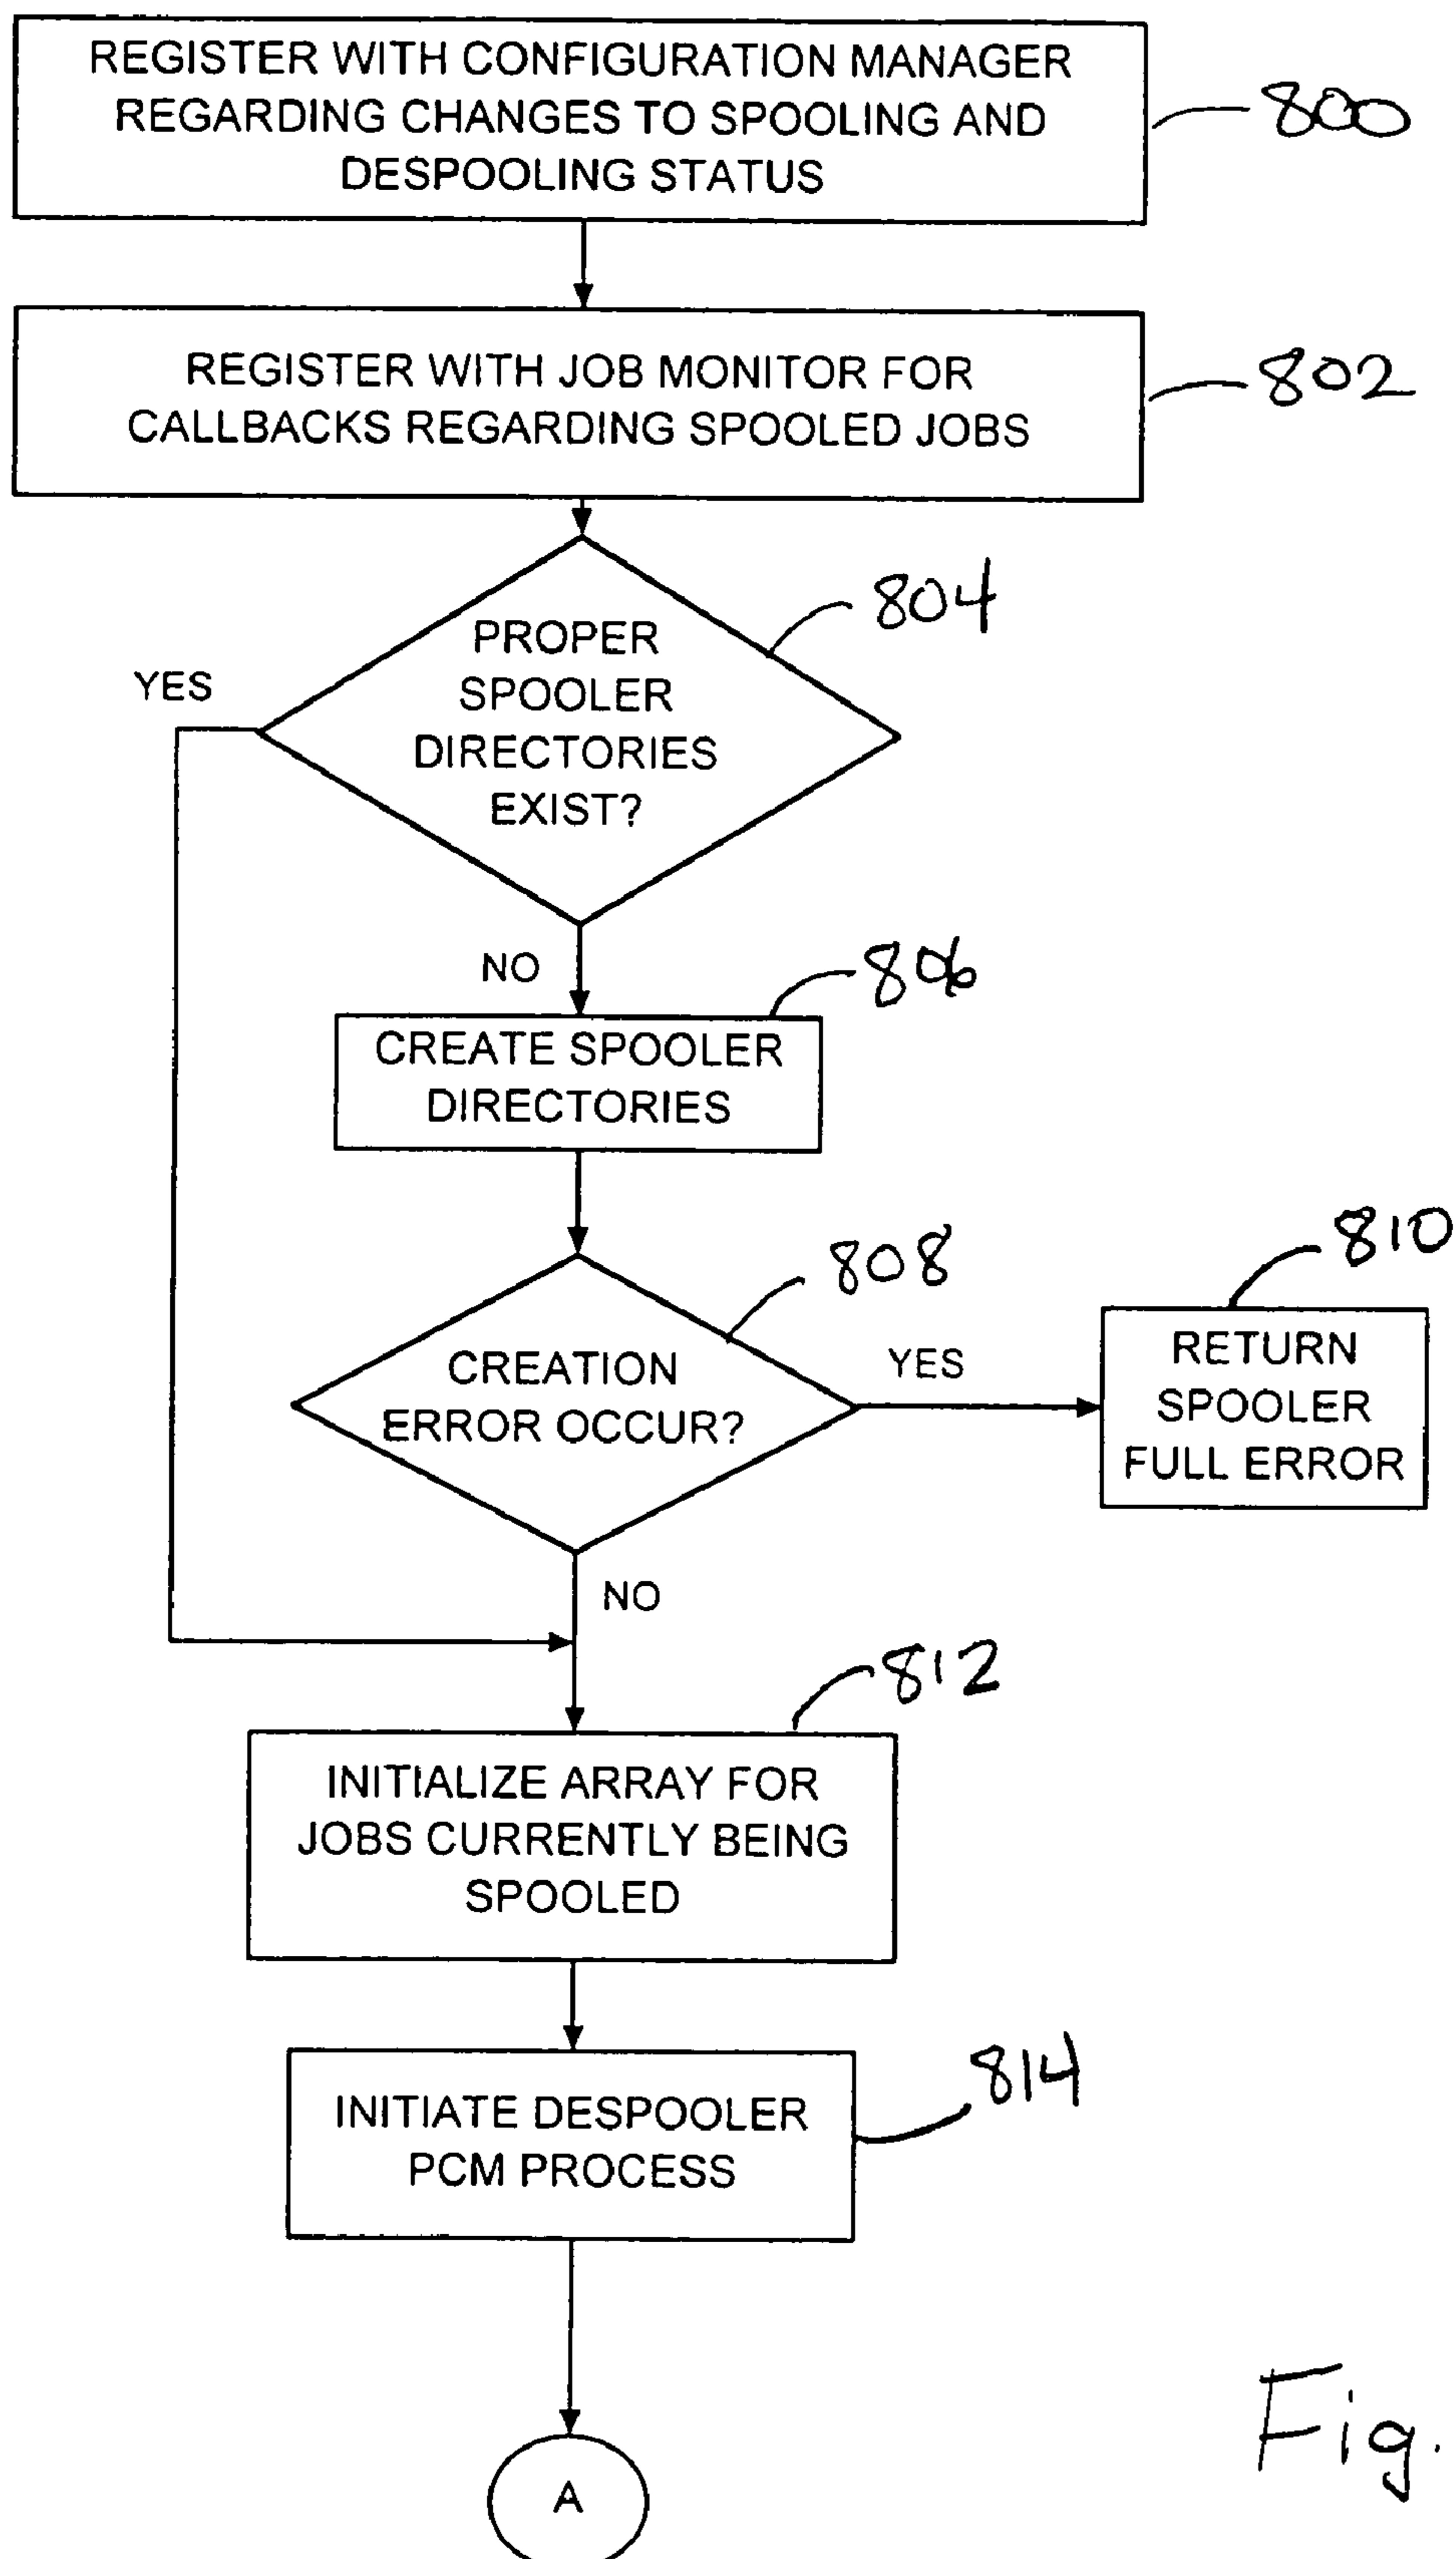 REGISTER WITH CONFIGURATION MANAGER
REGARDING CHANGES TO SPOOLING AND
DESPOOLING STATUS
800
REGISTER WITH JOB MONITOR FOR
CALLBACKS REGARDING SPOOLED JOBS
802
804
PROPER
SPOOLER
DIRECTORIES
EXIST?
YES
NO
806
CREATE SPOOLER
DIRECTORIES
808
CREATION
ERROR OCCUR?
YES
810
RETURN
SPOOLER
FULL ERROR
NO
812
INITIALIZE ARRAY FOR
JOBS CURRENTLY BEING
SPOOLED
814
INITIATE DESPOOLER
PCM PROCESS
A
Fig.